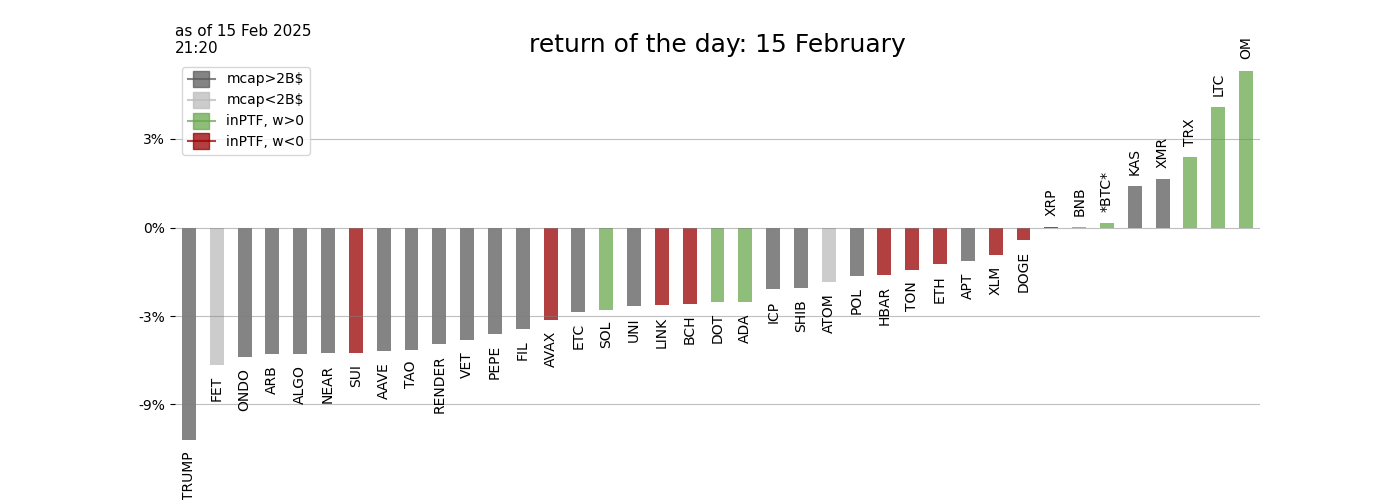 as of 15 Feb 2025
21:20
return of the day: 15 February
mcap>2B$
mcap<2B$
inPTF, w>0
inPTF, w<0
3%
0%
-3%
-9%
TRUMP
FET
ONDO
ARB
ALGO
NEAR
SUI
AAVE
TAO
RENDER
VET
PEPE
FIL
AVAX
ETC
SOL
UNI
LINK
BCH
DOT
ADA
ICP
SHIB
ATOM
POL
HBAR
TON
ETH
APT
XLM
DOGE
XRP
BNB
*BTC*
KAS
XMR
TRX
LTC
OM